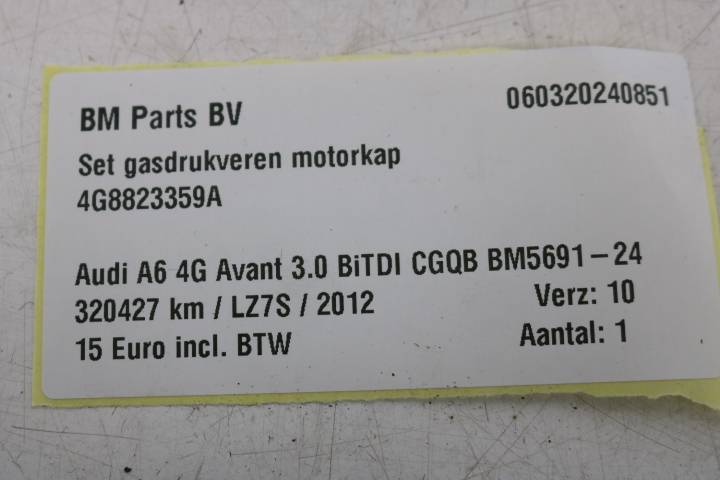 BM Parts BV
060320240851
Set gasdrukveren motorkap
4G8823359A
Audi A6 4G Avant 3.0 BiTDI CGQB BM5691-24
320427 km / LZ7S / 2012
Verz: 10
15 Euro incl. BTW
Aantal: 1